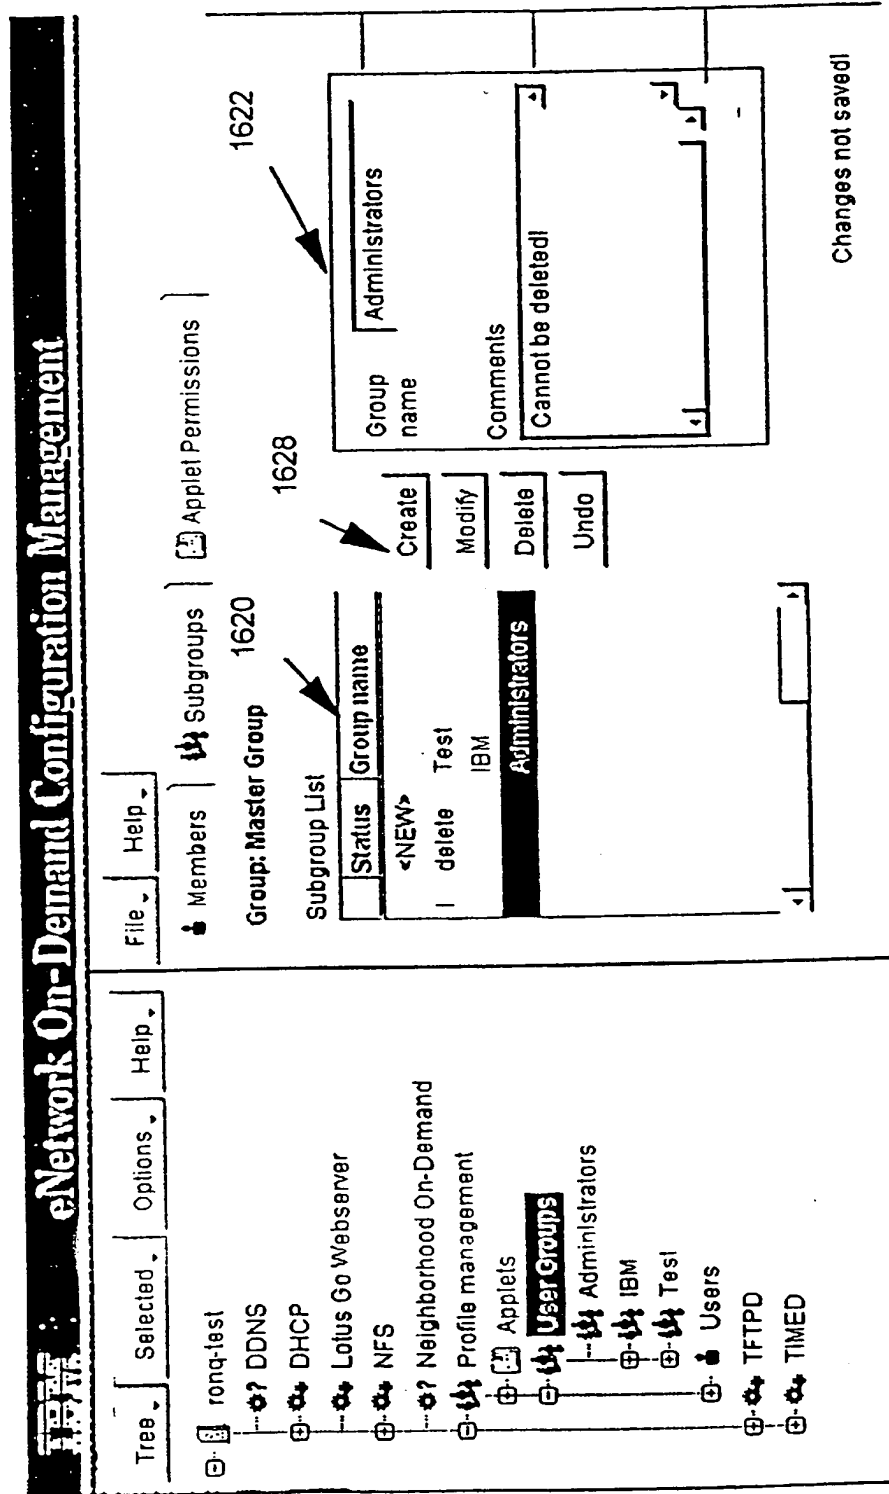 IBM eNetwork On-Demand Configuration Management
Tree Selected Options Help
ronq-test
? DDNS
DHCP
Lotus Go Webserver
NFS
? Neighborhood On-Demand
Profile management
Applets
User Groups
Administrators
IBM
Test
Users
TFTPD
TIMED
File Help
Members Subgroups Applet Permissions
Group: Master Group
1620
1628
1622
Subgroup List
Status Group name
<NEW>
delete Test
IBM
Administrators
Create
Modify
Delete
Undo
Group
name
Administrators
Comments
Cannot be deleted!
Changes not saved!